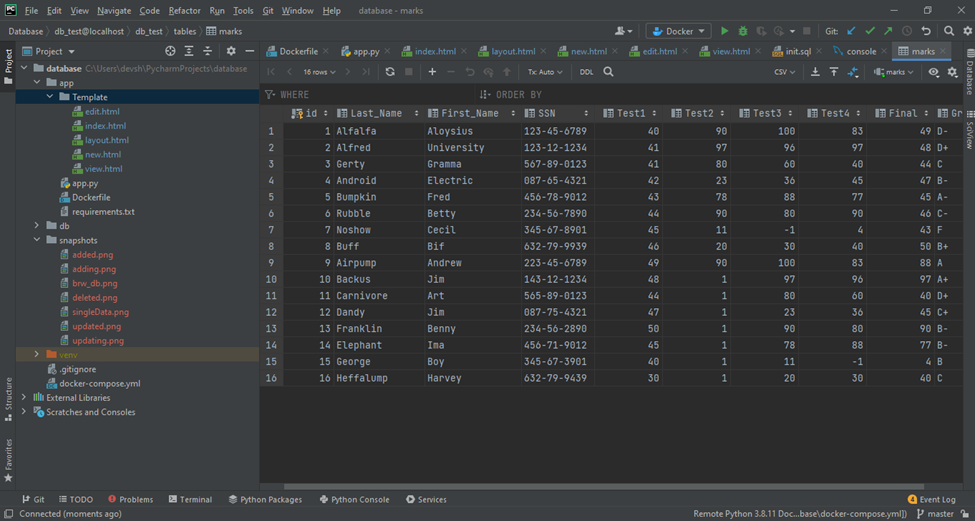 PC File Edit View Navigate Code Refactor Run Tools Git Window Help database - marks
Database db_test@localhost db_test tables marks Docker Git:
Project Dockerfile app.py index.html layout.html new.html edit.html view.html init.sql console marks
database C:\Users\devsh\PycharmProjects\database 16 rows Tx: Auto DDL CSV marks
app WHERE ORDER BY
Template
id Last_Name First_Name SSN Test1 Test2 Test3 Test4 Final Gr
1 1 Alfalfa Aloysius 123-45-6789 40 90 100 83 49 D-
2 2 Alfred University 123-12-1234 41 97 96 97 48 D+
3 3 Gerty Gramma 567-89-0123 41 80 60 40 44 C
4 4 Android Electric 087-65-4321 42 23 36 45 47 B-
5 5 Bumpkin Fred 456-78-9012 43 78 88 77 45 A-
6 6 Rubble Betty 234-56-7890 44 90 80 90 46 C-
7 7 Noshow Cecil 345-67-8901 45 11 -1 4 43 F
8 8 Buff Bif 632-79-9939 46 20 30 40 50 B+
9 9 Airpump Andrew 223-45-6789 49 90 100 83 88 A
10 10 Backus Jim 143-12-1234 48 1 97 96 97 A+
11 11 Carnivore Art 565-89-0123 44 1 80 60 40 D+
12 12 Dandy Jim 087-75-4321 47 1 23 36 45 C+
13 13 Franklin Benny 234-56-2890 50 1 90 80 90 B-
14 14 Elephant Ima 456-71-9012 45 1 78 88 77 B-
15 15 George Boy 345-67-3901 40 1 11 -1 4 B
16 16 Heffalump Harvey 632-79-9439 30 1 20 30 40 C
edit.html
index.html
layout.html
new.html
view.html
app.py
Dockerfile
requirements.txt
db
snapshots
added.png
adding.png
brw_db.png
deleted.png
singleData.png
updated.png
updating.png
venv
.gitignore
docker-compose.yml
External Libraries
Scratches and Consoles
Project
Structure
Favorites
Database
SciView
Git TODO Problems Terminal Python Packages Python Console Services 4 Event Log
Connected (moments ago) Remote Python 3.8.11 Doc...base\docker-compose.yml]) master